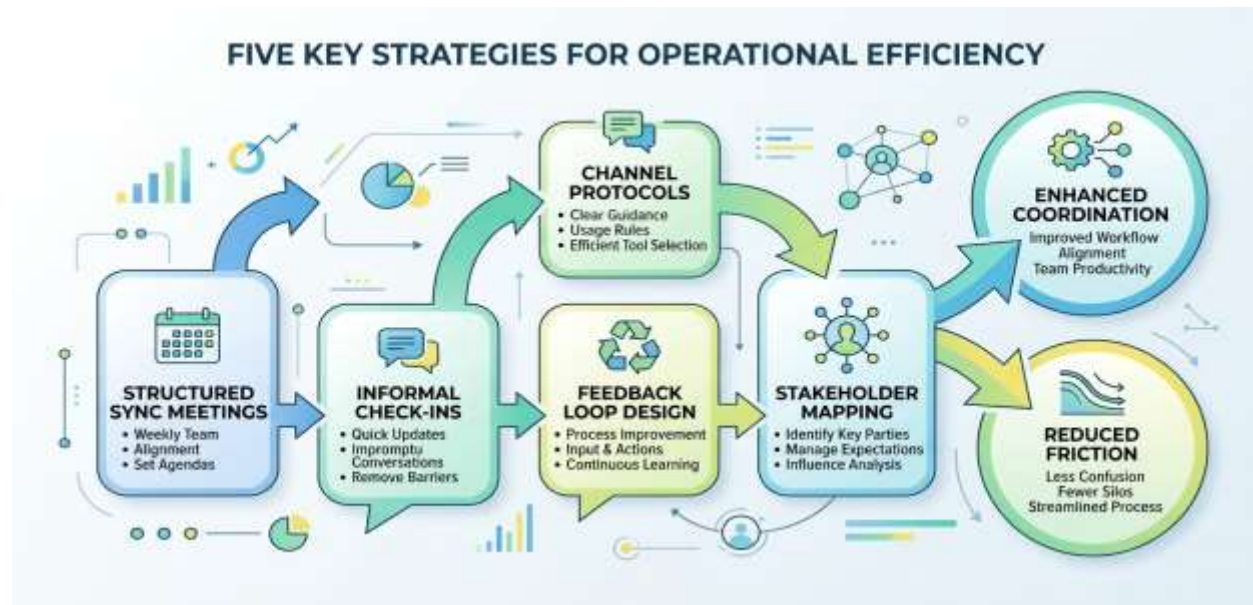 FIVE KEY STRATEGIES FOR OPERATIONAL EFFICIENCY
STRUCTURED
SYNC MEETINGS
• Weekly Team
• Alignment
• Set Agendas
INFORMAL
CHECK-INS
• Quick Updates
• Impromptu
Conversations
• Remove Barriers
CHANNEL
PROTOCOLS
• Clear Guidance
• Usage Rules
• Efficient Tool Selection
FEEDBACK
LOOP DESIGN
• Process Improvement
• Input & Actions
• Continuous Learning
STAKEHOLDER
MAPPING
• Identify Key Parties
• Manage Expectations
• Influence Analysis
ENHANCED
COORDINATION
Improved Workflow
Alignment
Team Productivity
REDUCED
FRICTION
Less Confusion
Fewer Silos
Streamlined Process